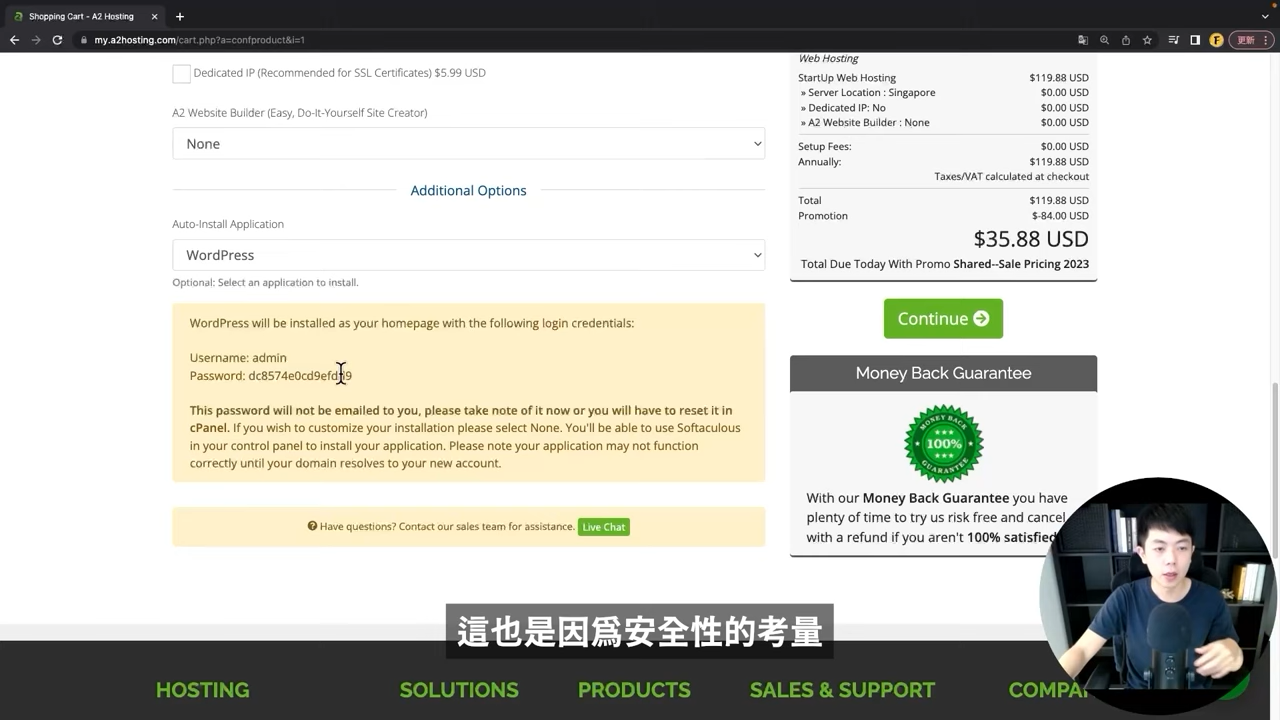 Shopping Cart - A2 Hosting
my.a2hosting.com/cart.php?a=confproduct&i=1
更新
Dedicated IP (Recommended for SSL Certificates) $5.99 USD
A2 Website Builder (Easy, Do-It-Yourself Site Creator)
None
Additional Options
Auto-Install Application
WordPress
Optional: Select an application to install.
WordPress will be installed as your homepage with the following login credentials:
Username: admin
Password:
This password will not be emailed to you, please take note of it now or you will have to reset it in
cPanel. If you wish to customize your installation please select None. You'll be able to use Softaculous
in your control panel to install your application. Please note your application may not function
correctly until your domain resolves to your new account.
Have questions? Contact our sales team for assistance. Live Chat
Web Hosting
StartUp Web Hosting $119.88 USD
» Server Location : Singapore $0.00 USD
» Dedicated IP: No $0.00 USD
» A2 Website Builder : None $0.00 USD
Setup Fees: $0.00 USD
Annually: $119.88 USD
Taxes/VAT calculated at checkout
Total $119.88 USD
Promotion $-84.00 USD
$35.88 USD
Total Due Today With Promo Shared--Sale Pricing 2023
Continue
Money Back Guarantee
MONEY BACK
100%
GUARANTEE
With our Money Back Guarantee you have
plenty of time to try us risk free and cancel
with a refund if you aren't 100% satisfied
這也是因爲安全性的考量
HOSTING
SOLUTIONS
PRODUCTS
SALES & SUPPORT